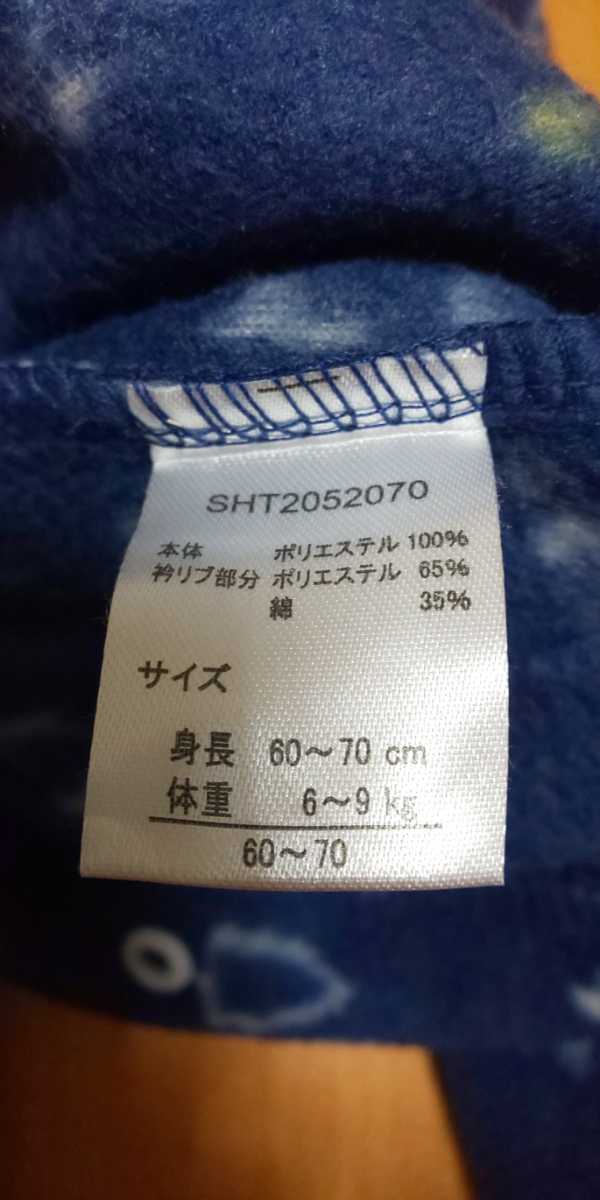 SHT2052070
本体 ポリエステル 100%
衿リブ部分 ポリエステル 65%
綿 35%
サイズ
身長 60～70 cm
体重 6～9 kg
60～70